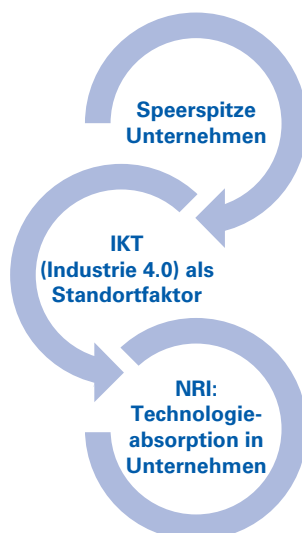 Speerspitze
Unternehmen
IKT
(Industrie 4.0) als
Standortfaktor
NRI:
Technologie-
absorption in
Unternehmen